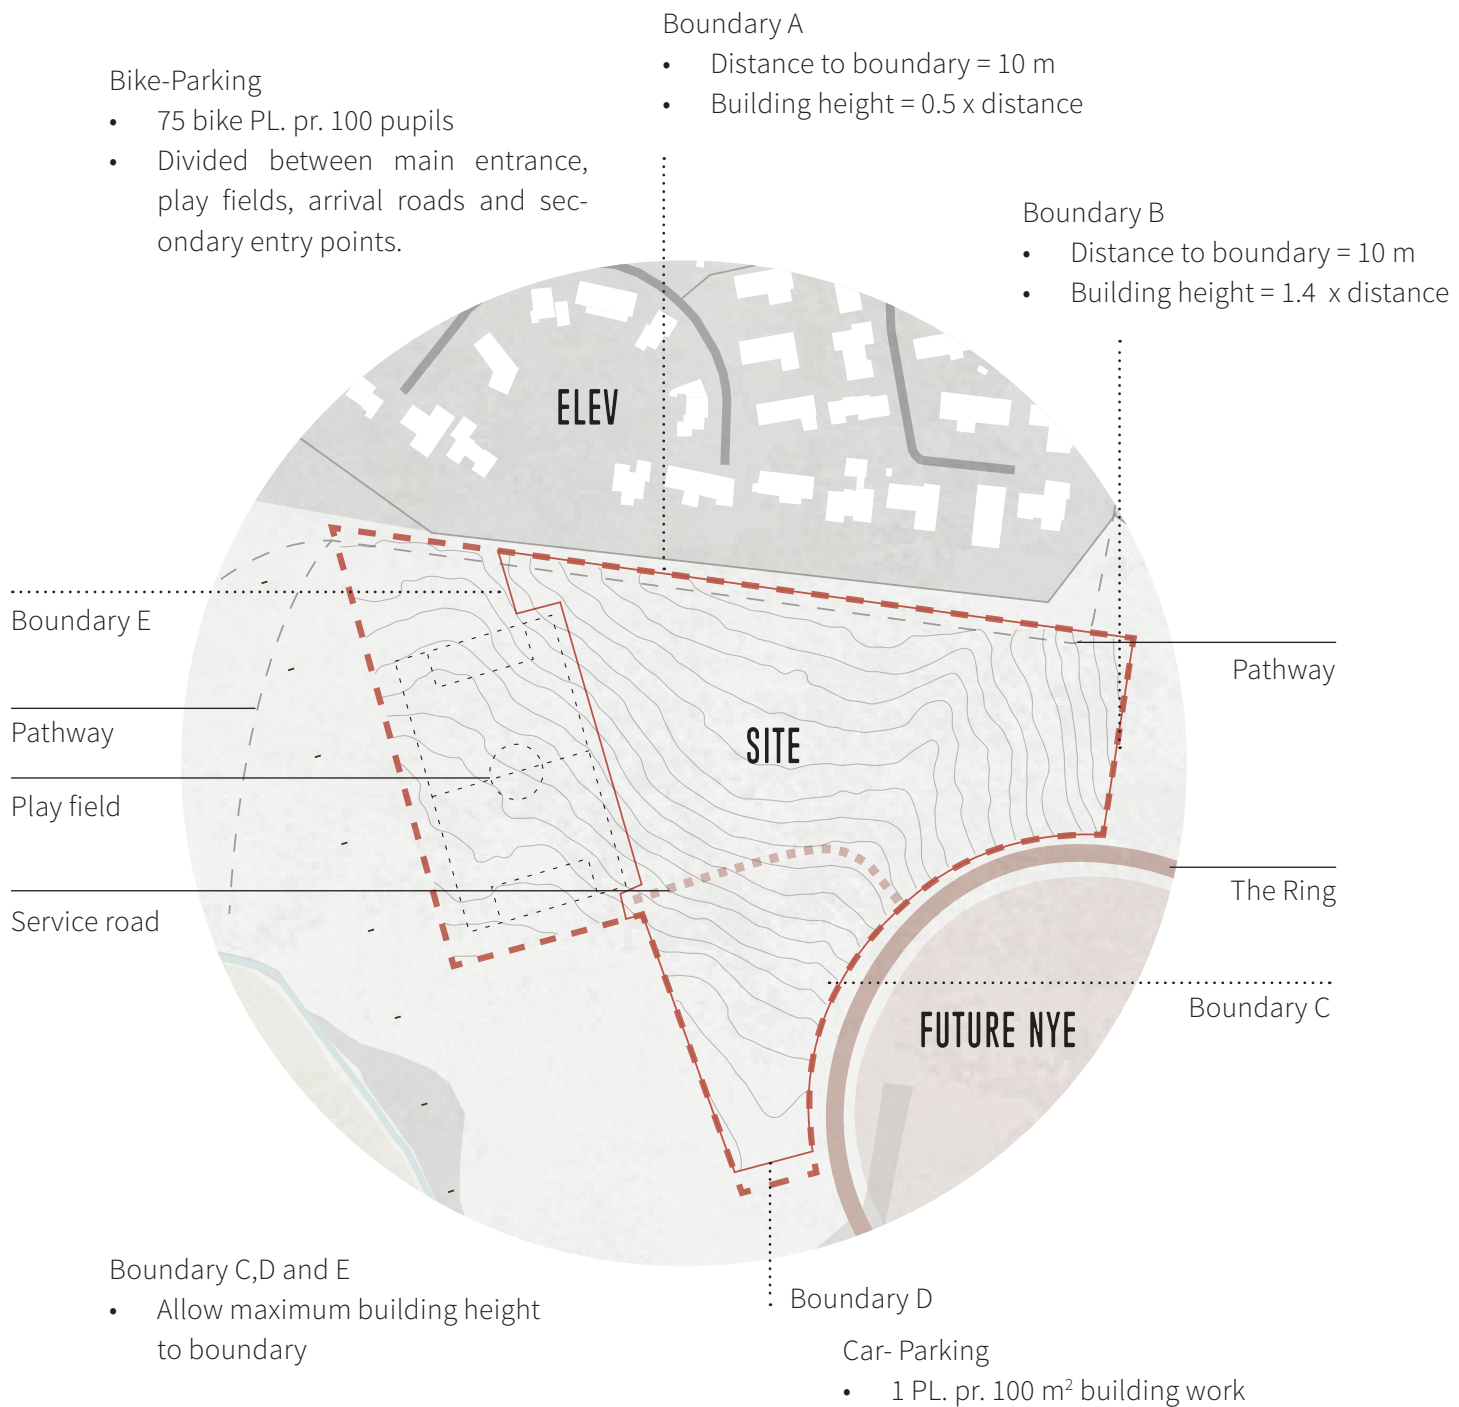 Boundary A
• Distance to boundary = 10 m
• Building height = 0.5 x distance
Bike-Parking
• 75 bike PL. pr. 100 pupils
• Divided between main entrance,
play fields, arrival roads and sec-
ondary entry points.
Boundary B
• Distance to boundary = 10 m
• Building height = 1.4 x distance
ELEV
Boundary E
Pathway
Pathway
SITE
Play field
The Ring
Service road
Boundary C
FUTURE NYE
Boundary C,D and E
• Allow maximum building height
to boundary
Boundary D
Car- Parking
• 1 PL. pr. 100 m² building work